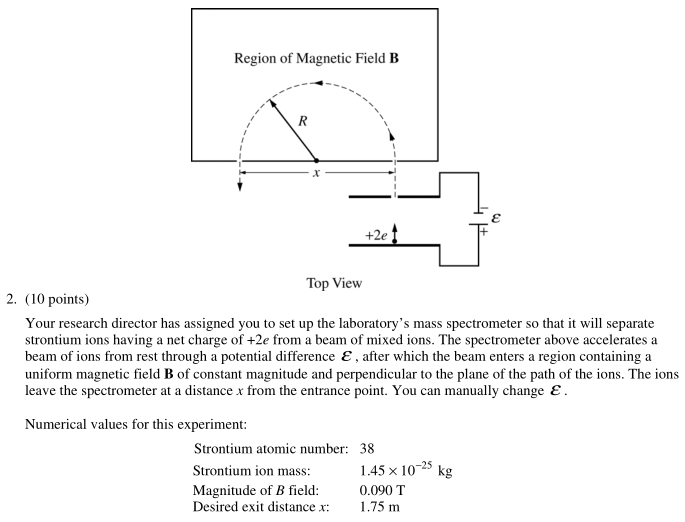 Region of Magnetic Field B
R
x
−
ℰ
+
+2e
Top View
2. (10 points)
Your research director has assigned you to set up the laboratory's mass spectrometer so that it will separate
strontium ions having a net charge of +2e from a beam of mixed ions. The spectrometer above accelerates a
beam of ions from rest through a potential difference ℰ, after which the beam enters a region containing a
uniform magnetic field B of constant magnitude and perpendicular to the plane of the path of the ions. The ions
leave the spectrometer at a distance x from the entrance point. You can manually change ℰ.
Numerical values for this experiment:
Strontium atomic number: 38
Strontium ion mass: 1.45 × 10⁻²⁵ kg
Magnitude of B field: 0.090 T
Desired exit distance x: 1.75 m